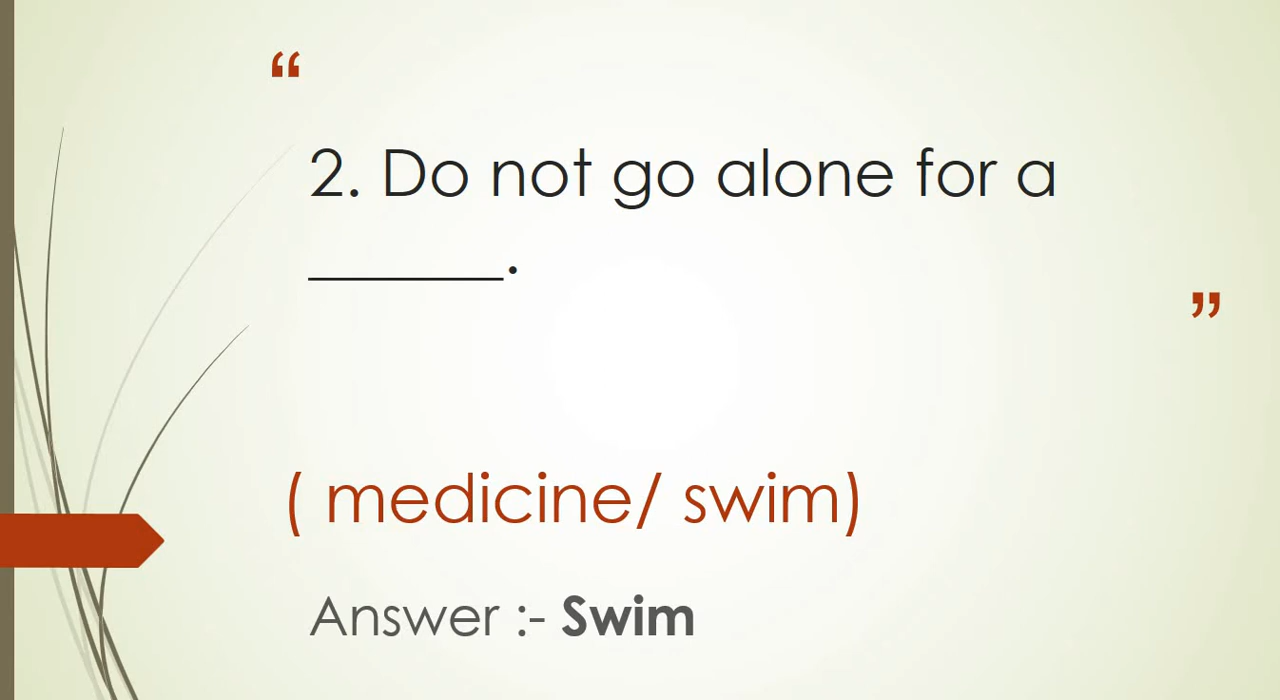 “
2. Do not go alone for a
_______.
”
( medicine/ swim)
Answer :- Swim